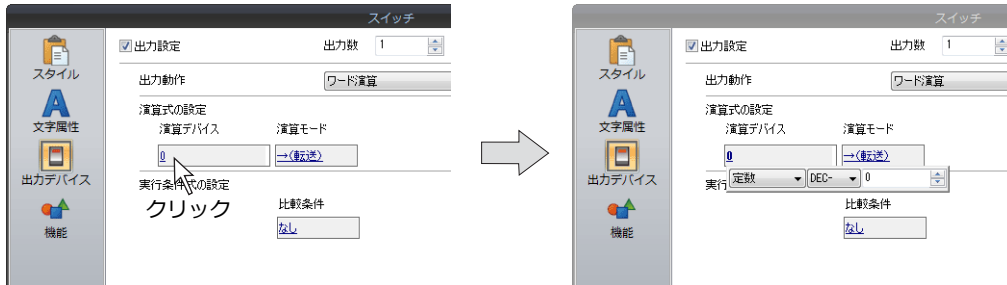 スイッチ
スタイル
文字属性
出力デバイス
機能
出力設定 出力数 1
出力動作 ワード演算
演算式の設定
演算デバイス 演算モード
0 →(転送)
クリック
実行条件式の設定
比較条件
なし
スイッチ
スタイル
文字属性
出力デバイス
機能
出力設定 出力数 1
出力動作 ワード演算
演算式の設定
演算デバイス 演算モード
0 →(転送)
定数 DEC- 0
実行
比較条件
なし